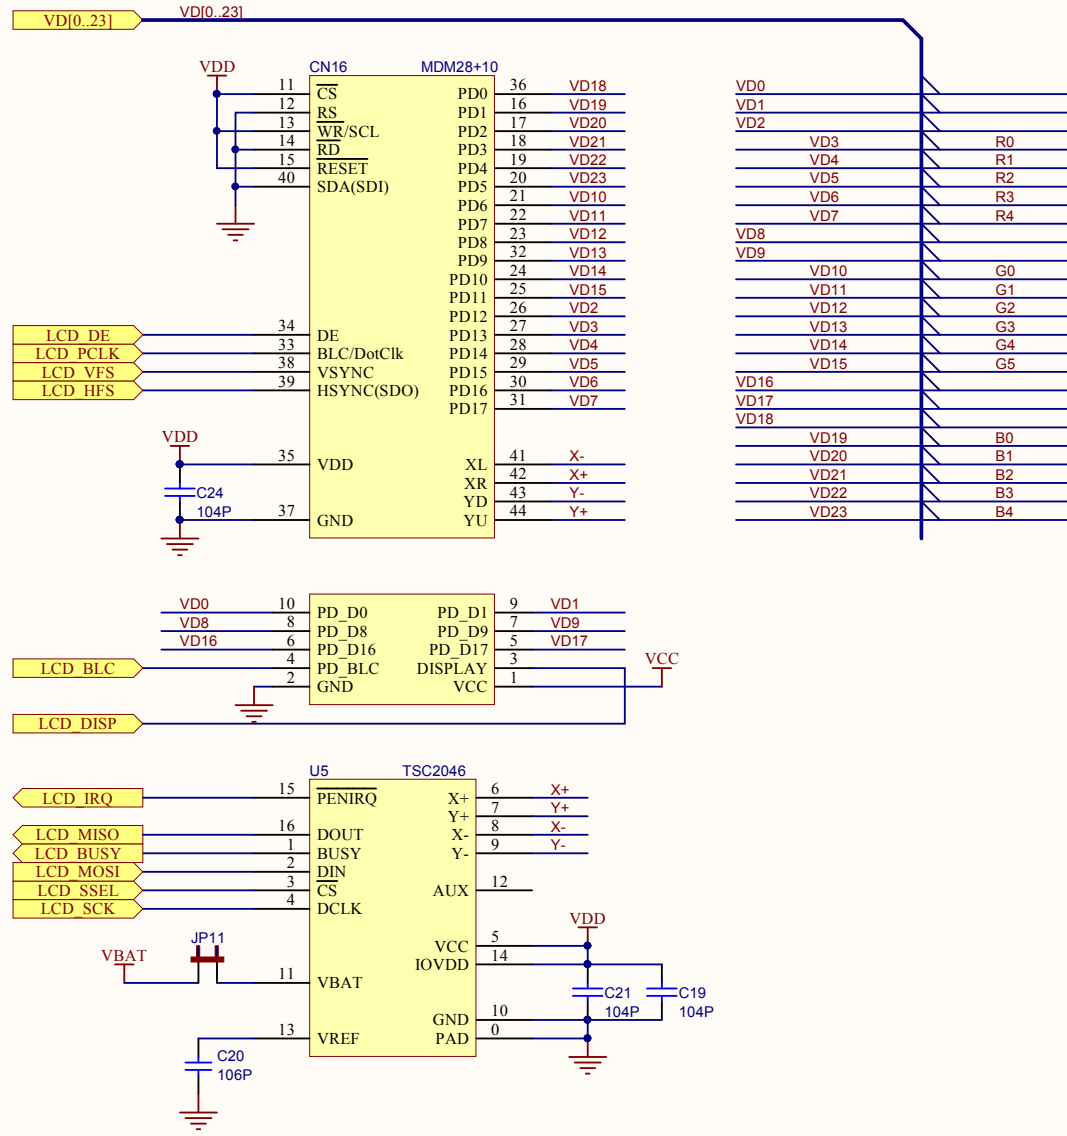 VD[0..23] VD[0..23]
VDD CN16 MDM28+10
11 CS PD0 36 VD18 VD0
12 RS PD1 16 VD19 VD1
13 WR/SCL PD2 17 VD20 VD2
14 RD PD3 18 VD21 VD3 R0
15 RESET PD4 19 VD22 VD4 R1
40 SDA(SDI) PD5 20 VD23 VD5 R2
PD6 21 VD10 VD6 R3
PD7 22 VD11 VD7 R4
PD8 23 VD12 VD8
PD9 32 VD13 VD9
PD10 24 VD14 VD10 G0
PD11 25 VD15 VD11 G1
PD12 26 VD2 VD12 G2
LCD_DE 34 DE PD13 27 VD3 VD13 G3
LCD_PCLK 33 BLC/DotClk PD14 28 VD4 VD14 G4
LCD_VFS 38 VSYNC PD15 29 VD5 VD15 G5
LCD_HFS 39 HSYNC(SDO) PD16 30 VD6 VD16
PD17 31 VD7 VD17
VD18
VDD VD19 B0
35 VDD XL 41 X- VD20 B1
XR 42 X+ VD21 B2
C24 YD 43 Y- VD22 B3
104P 37 GND YU 44 Y+ VD23 B4
VD0 10 PD_D0 PD_D1 9 VD1
VD8 8 PD_D8 PD_D9 7 VD9
VD16 6 PD_D16 PD_D17 5 VD17
LCD_BLC 4 PD_BLC DISPLAY 3 VCC
2 GND VCC 1
LCD_DISP
U5 TSC2046
LCD_IRQ 15 PENIRQ X+ 6 X+
Y+ 7 Y+
LCD_MISO 16 DOUT X- 8 X-
LCD_BUSY 1 BUSY Y- 9 Y-
LCD_MOSI 2 DIN
LCD_SSEL 3 CS AUX 12
LCD_SCK 4 DCLK
VDD
JP11 VCC 5
VBAT IOVDD 14
11 VBAT C21 C19
104P 104P
GND 10
13 VREF PAD 0
C20
106P